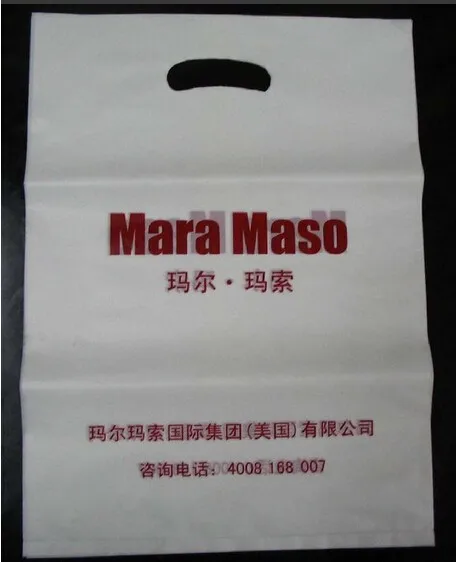 Mara Maso
玛尔·玛索
玛尔玛索国际集团(美国)有限公司
咨询电话: 4008 168 007